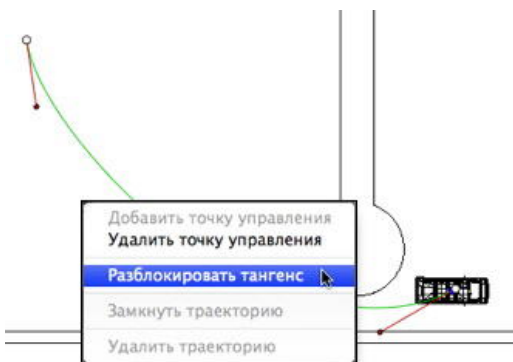 Добавить точку управления
Удалить точку управления
Разблокировать тангенс
Замкнуть траекторию
Удалить траекторию